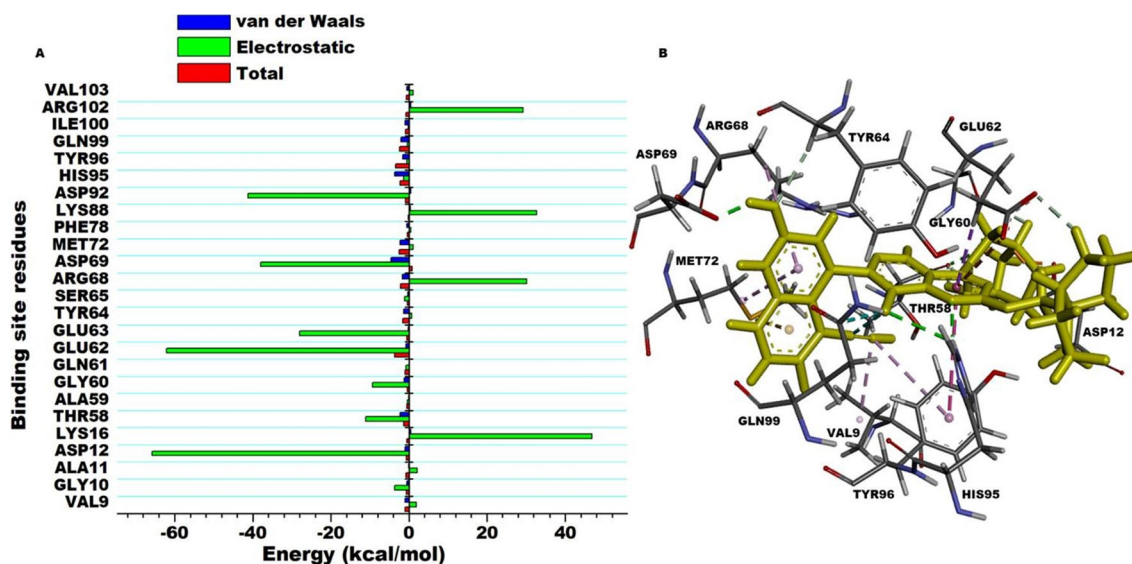 van der Waals
Electrostatic
Total
A
VAL103
ARG102
ILE100
GLN99
TYR96
HIS95
ASP92
LYS88
PHE78
MET72
ASP69
ARG68
SER65
TYR64
GLU63
GLU62
GLN61
GLY60
ALA59
THR58
LYS16
ASP12
ALA11
GLY10
VAL9
Binding site residues
-60 -40 -20 0 20 40
Energy (kcal/mol)
B
ARG68
TYR64
GLU62
ASP69
GLY60
MET72
THR58
ASP12
GLN99
VAL9
TYR96
HIS95